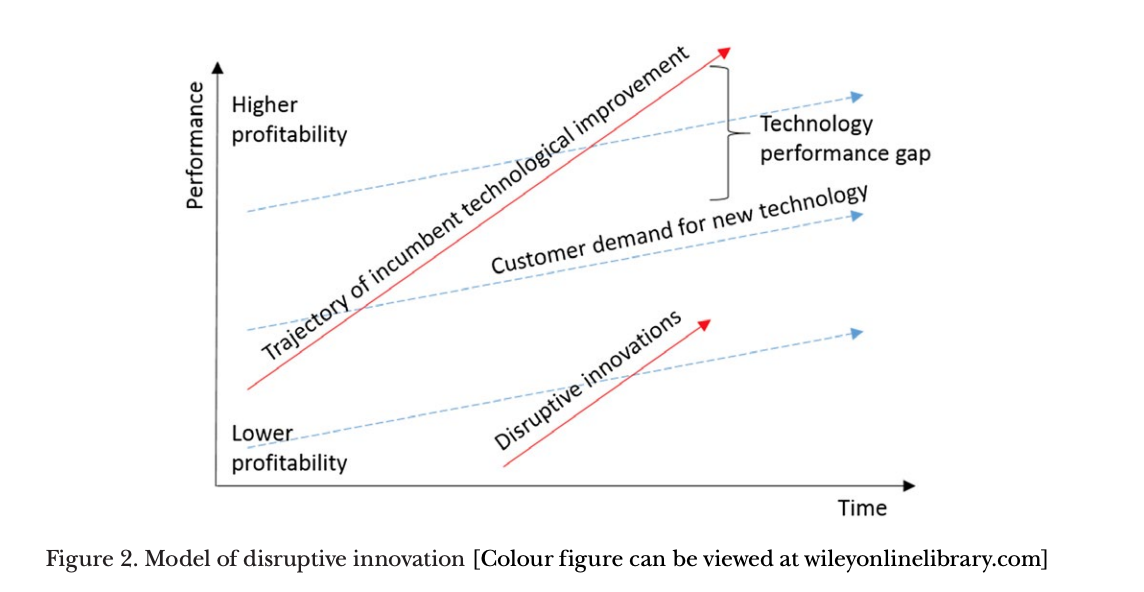 Performance
Higher
profitability
Trajectory of incumbent technological improvement
Technology
performance gap
Customer demand for new technology
Disruptive innovations
Lower
profitability
Time
Figure 2. Model of disruptive innovation [Colour figure can be viewed at wileyonlinelibrary.com]